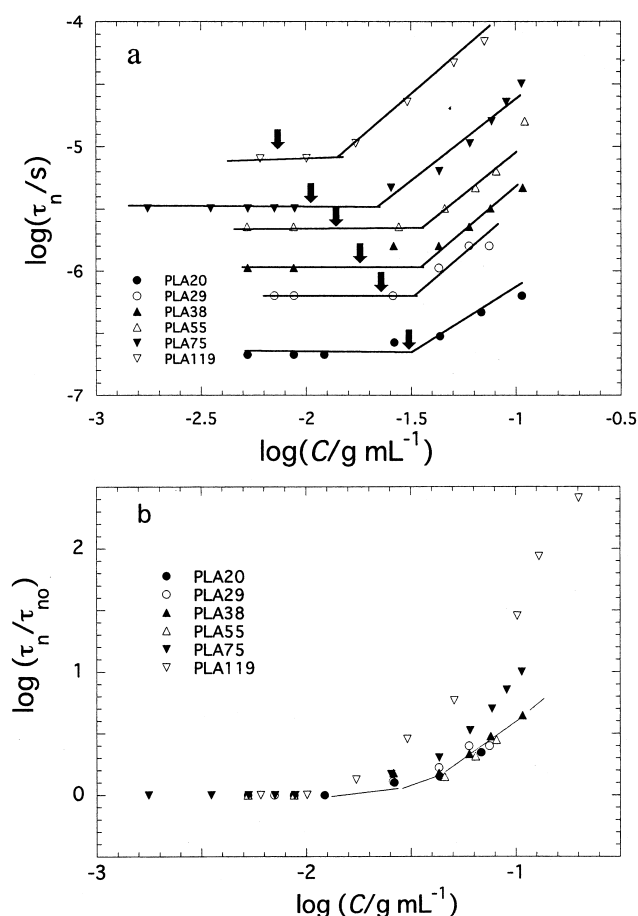 -4
a
-5
log(τn/s)
-6
PLA20
PLA29
PLA38
PLA55
PLA75
PLA119
-7
-3 -2.5 -2 -1.5 -1 -0.5
log(C/g mL⁻¹)
b
2
PLA20
PLA29
PLA38
PLA55
PLA75
PLA119
log (τn/τno)
1
0
-3 -2 -1
log (C/g mL⁻¹)